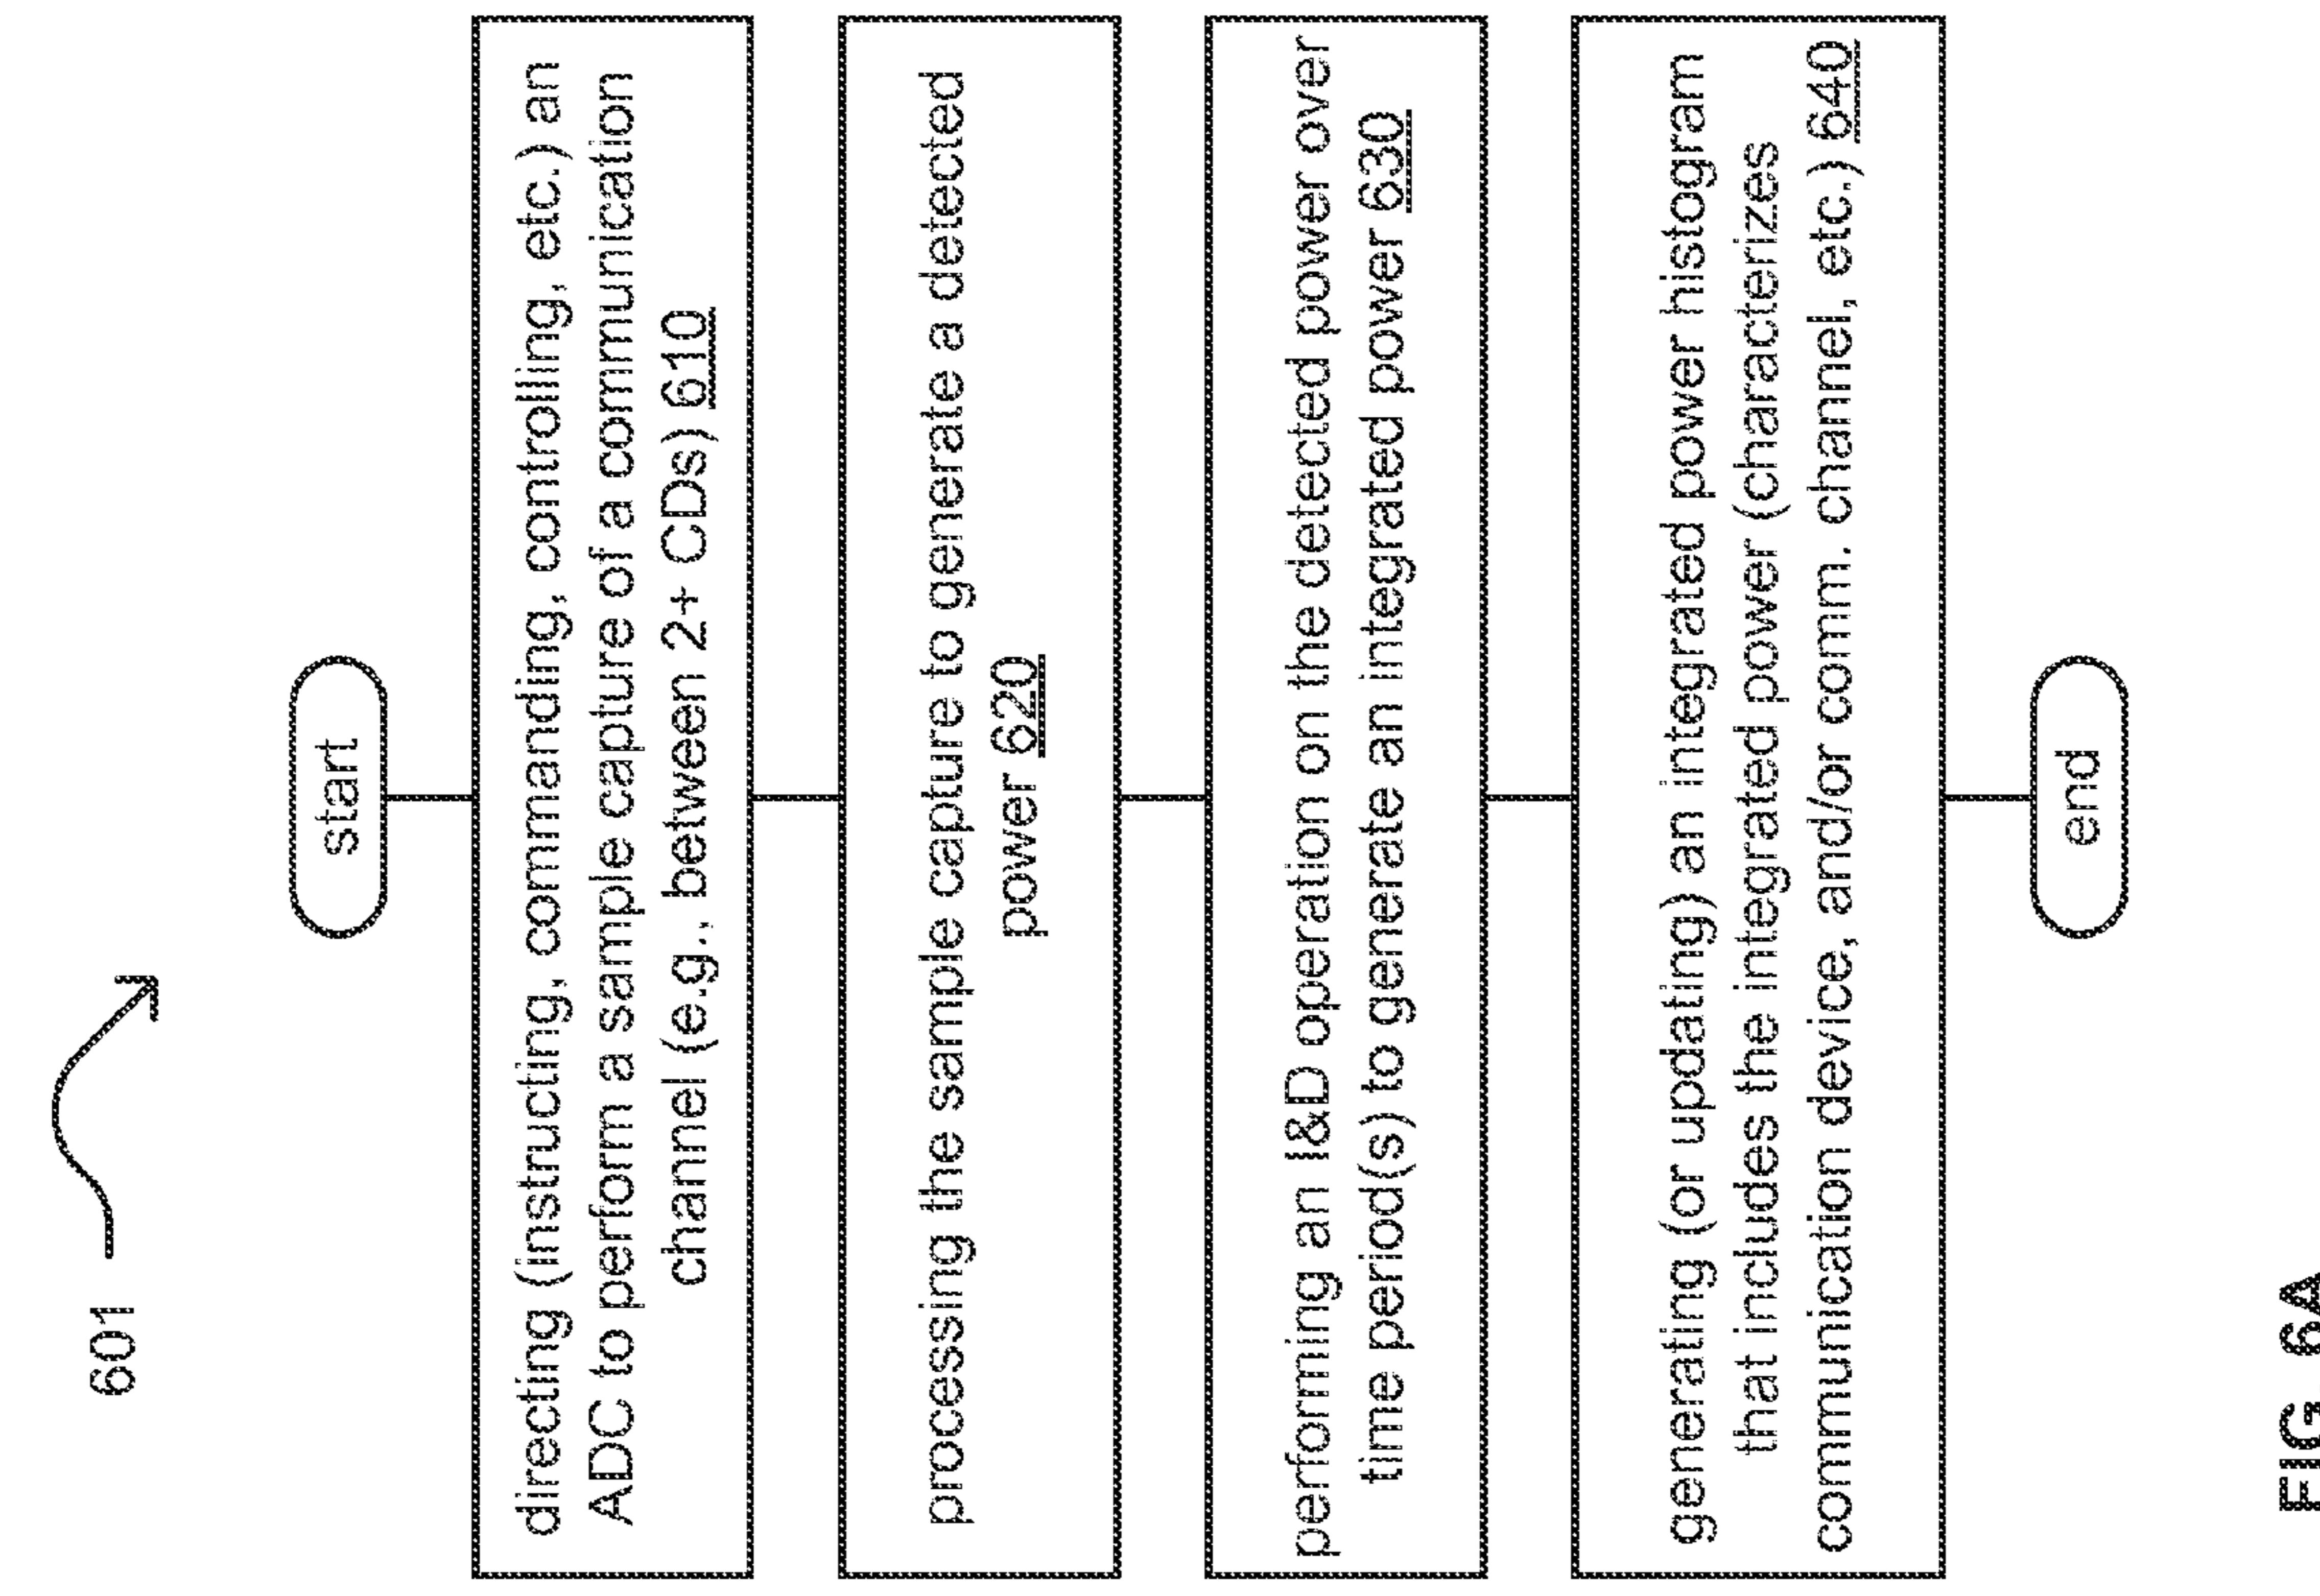 601
start
directing (instructing, commanding, controlling, etc.) an
ADC to perform a sample capture of a communication
channel (e.g., between 2+ CDs) 610
processing the sample capture to generate a detected
power 620
performing an I&D operation on the detected power over
time period(s) to generate an integrated power 630
generating (or updating) an integrated power histogram
that includes the integrated power (characterizes
communication device, and/or comm. channel, etc.) 640
end
FIG. 6A